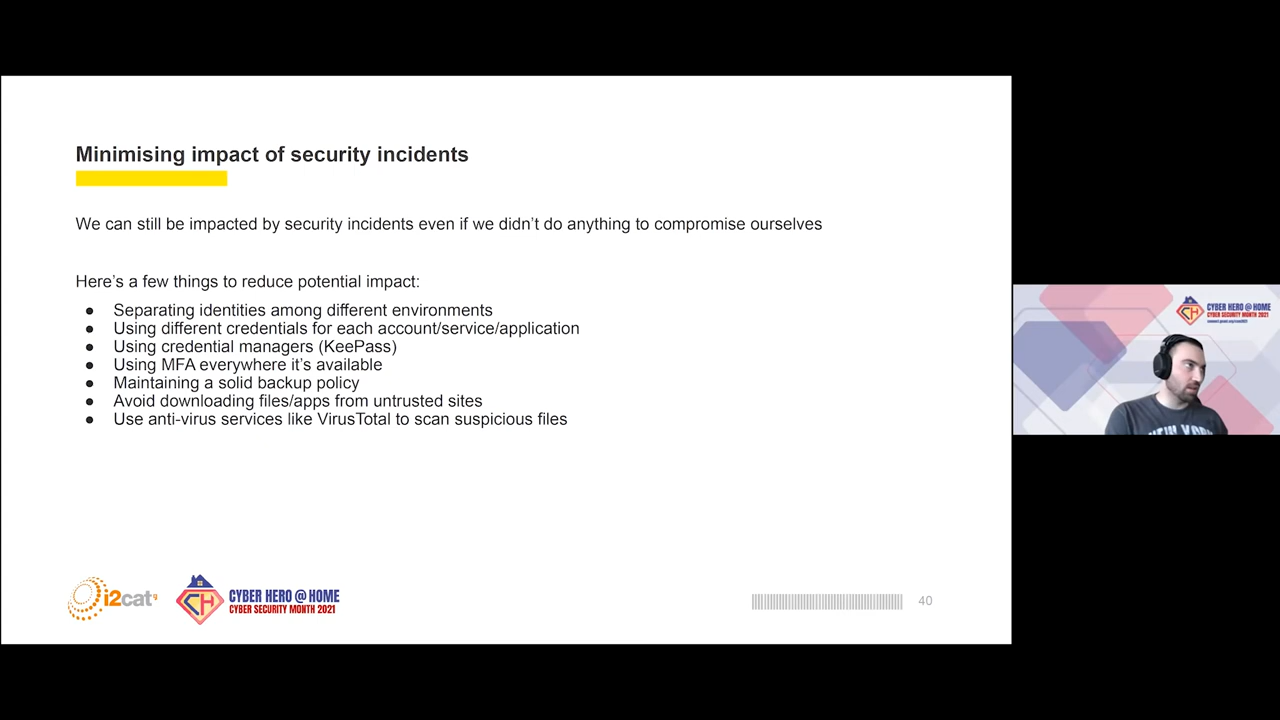 Minimising impact of security incidents
We can still be impacted by security incidents even if we didn’t do anything to compromise ourselves
Here’s a few things to reduce potential impact:
● Separating identities among different environments
● Using different credentials for each account/service/application
● Using credential managers (KeePass)
● Using MFA everywhere it’s available
● Maintaining a solid backup policy
● Avoid downloading files/apps from untrusted sites
● Use anti-virus services like VirusTotal to scan suspicious files
i2cat
CH
CYBER HERO @ HOME
CYBER SECURITY MONTH 2021
40
CH
CYBER HERO @ HOME
CYBER SECURITY MONTH 2021